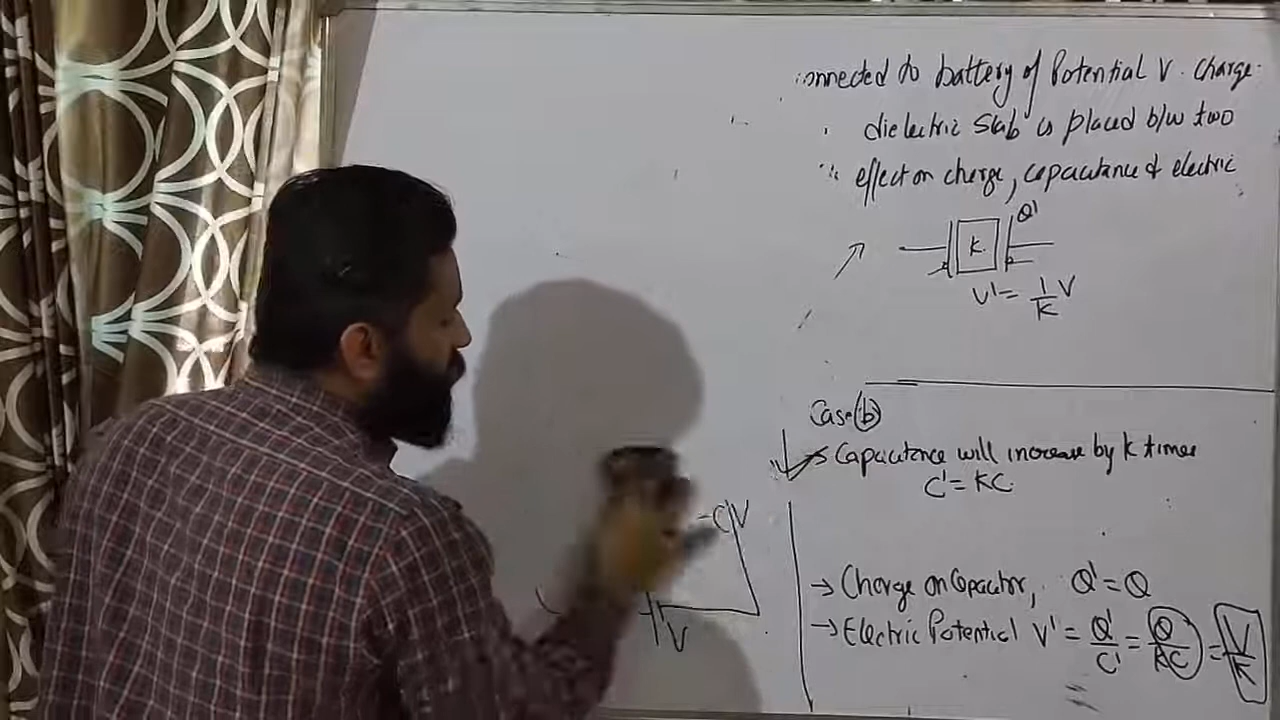 onnected to battery of Potential V. Charge
dielectric slab is placed b/w two
effect on charge, capacitance & electric
K
Q'
V' = 1/K V
Case (b)
→ Capacitance will increase by K times
C' = KC
CV
V
→ Charge on Capacitor, Q' = Q
→ Electric Potential V' = Q'/C' = Q/KC = V/K